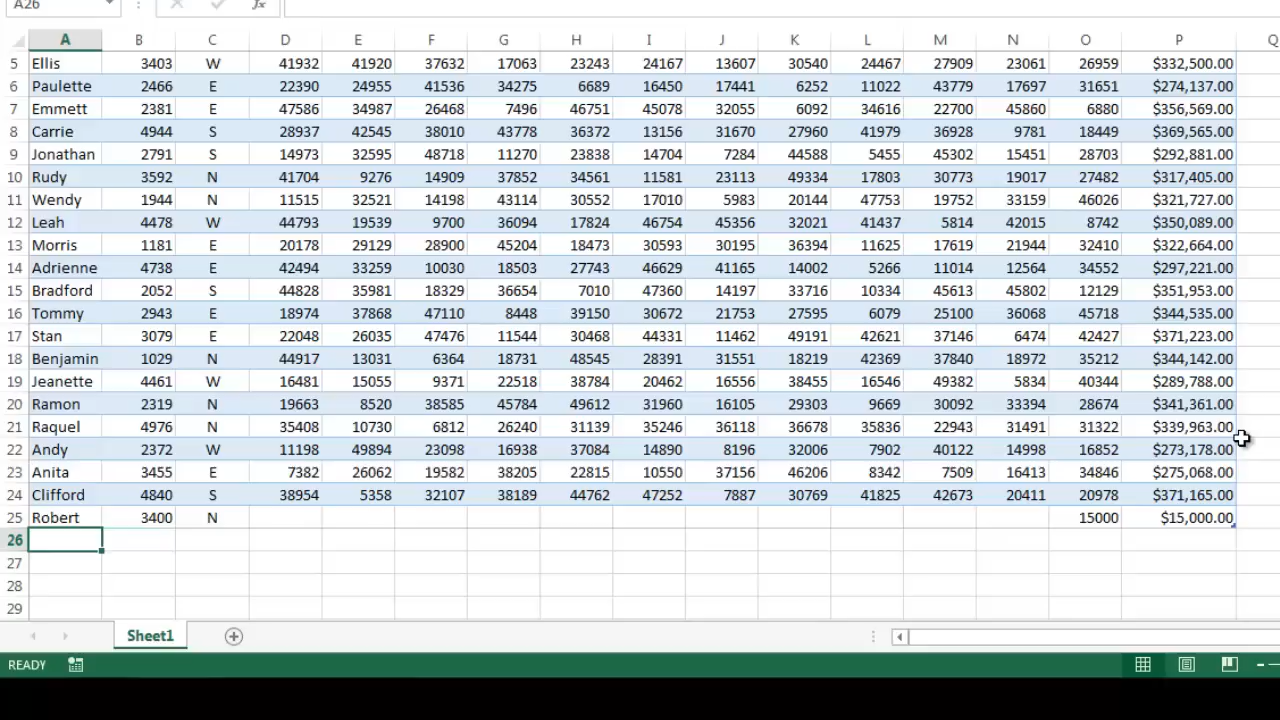 A26 fx
A B C D E F G H I J K L M N O P Q
5 Ellis 3403 W 41932 41920 37632 17063 23243 24167 13607 30540 24467 27909 23061 26959 $332,500.00
6 Paulette 2466 E 22390 24955 41536 34275 6689 16450 17441 6252 11022 43779 17697 31651 $274,137.00
7 Emmett 2381 E 47586 34987 26468 7496 46751 45078 32055 6092 34616 22700 45860 6880 $356,569.00
8 Carrie 4944 S 28937 42545 38010 43778 36372 13156 31670 27960 41979 36928 9781 18449 $369,565.00
9 Jonathan 2791 S 14973 32595 48718 11270 23838 14704 7284 44588 5455 45302 15451 28703 $292,881.00
10 Rudy 3592 N 41704 9276 14909 37852 34561 11581 23113 49334 17803 30773 19017 27482 $317,405.00
11 Wendy 1944 N 11515 32521 14198 43114 30552 17010 5983 20144 47753 19752 33159 46026 $321,727.00
12 Leah 4478 W 44793 19539 9700 36094 17824 46754 45356 32021 41437 5814 42015 8742 $350,089.00
13 Morris 1181 E 20178 29129 28900 45204 18473 30593 30195 36394 11625 17619 21944 32410 $322,664.00
14 Adrienne 4738 E 42494 33259 10030 18503 27743 46629 41165 14002 5266 11014 12564 34552 $297,221.00
15 Bradford 2052 S 44828 35981 18329 36654 7010 47360 14197 33716 10334 45613 45802 12129 $351,953.00
16 Tommy 2943 E 18974 37868 47110 8448 39150 30672 21753 27595 6079 25100 36068 45718 $344,535.00
17 Stan 3079 E 22048 26035 47476 11544 30468 44331 11462 49191 42621 37146 6474 42427 $371,223.00
18 Benjamin 1029 N 44917 13031 6364 18731 48545 28391 31551 18219 42369 37840 18972 35212 $344,142.00
19 Jeanette 4461 W 16481 15055 9371 22518 38784 20462 16556 38455 16546 49382 5834 40344 $289,788.00
20 Ramon 2319 N 19663 8520 38585 45784 49612 31960 16105 29303 9669 30092 33394 28674 $341,361.00
21 Raquel 4976 N 35408 10730 6812 26240 31139 35246 36118 36678 35836 22943 31491 31322 $339,963.00
22 Andy 2372 W 11198 49894 23098 16938 37084 14890 8196 32006 7902 40122 14998 16852 $273,178.00
23 Anita 3455 E 7382 26062 19582 38205 22815 10550 37156 46206 8342 7509 16413 34846 $275,068.00
24 Clifford 4840 S 38954 5358 32107 38189 44762 47252 7887 30769 41825 42673 20411 20978 $371,165.00
25 Robert 3400 N 15000 $15,000.00
26
27
28
29
Sheet1
READY